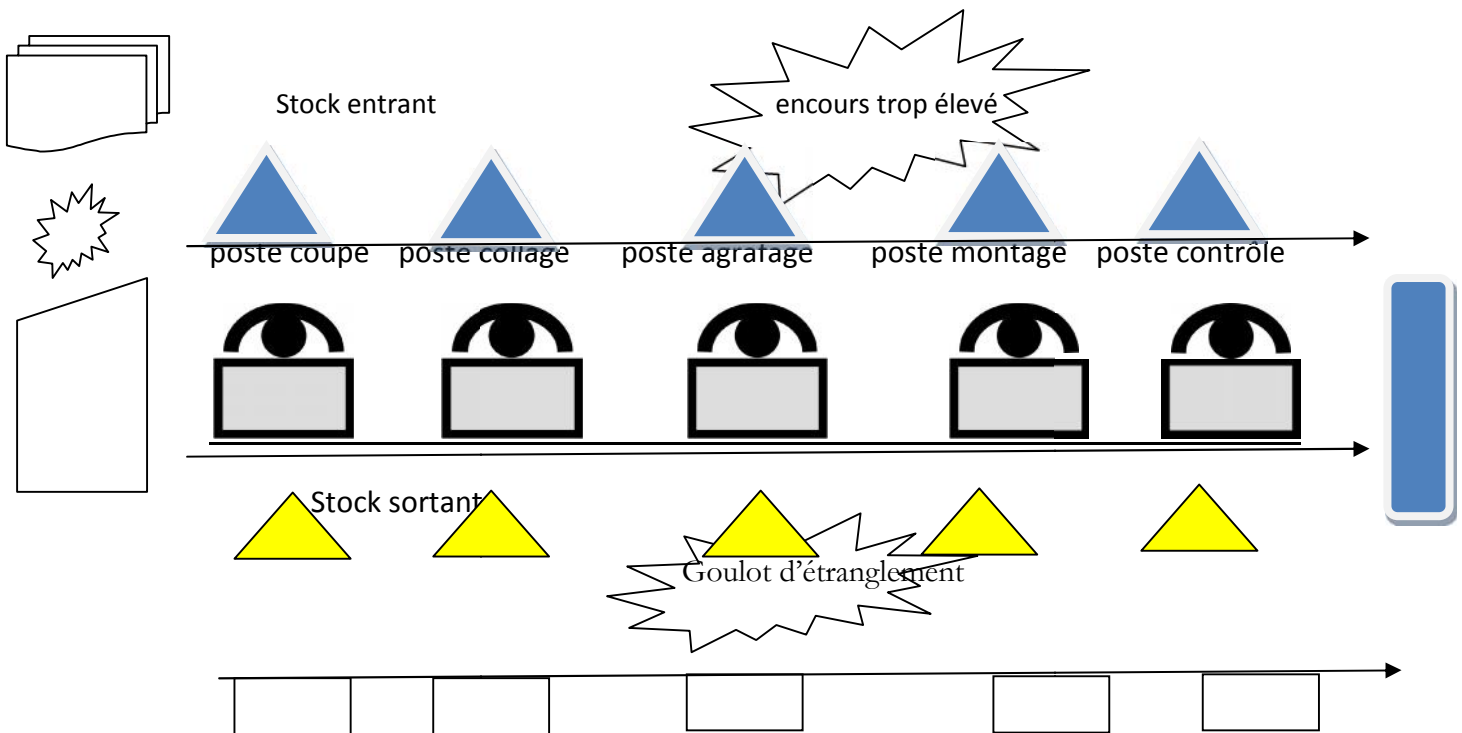 Stock entrant
encours trop élevé
poste coupe poste collage poste agrafage poste montage poste contrôle
Stock sortant
Goulot d’étranglement